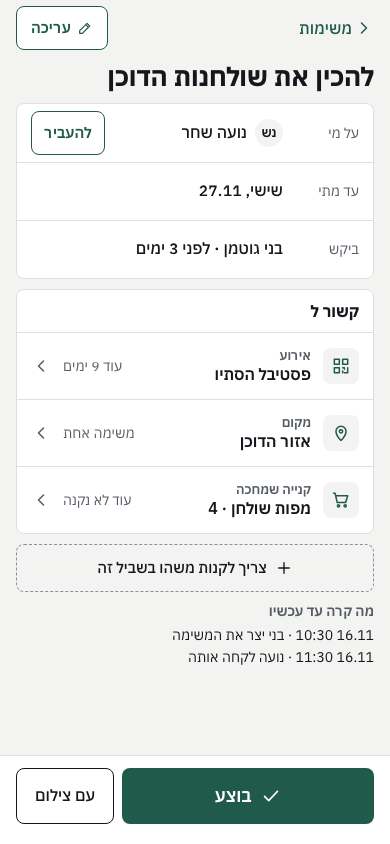 משימות
עריכה
להכין את שולחנות הדוכן
על מי
נש
נועה שחר
להעביר
עד מתי
שישי, 27.11
ביקש
בני גוטמן · לפני 3 ימים
קשור ל
אירוע
פסטיבל הסתיו
עוד 9 ימים
מקום
אזור הדוכן
משימה אחת
קנייה שמחכה
מפות שולחן · 4
עוד לא נקנה
צריך לקנות משהו בשביל זה
מה קרה עד עכשיו
16.11 10:30 · בני יצר את המשימה
16.11 11:30 · נועה לקחה אותה
בוצע
עם צילום